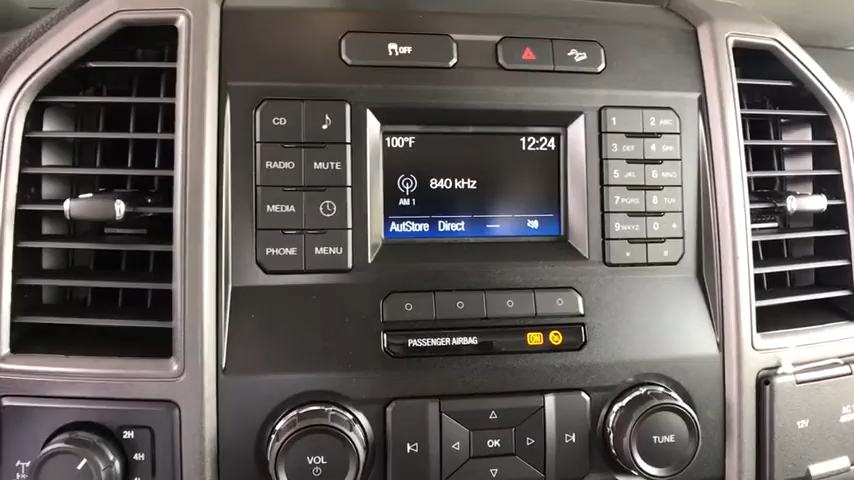 OFF
CD
RADIO MUTE
MEDIA
PHONE MENU
100°F 12:24
840 kHz
AM 1
AutStore Direct
1 2 ABC
3 DEF 4 GHI
5 JKL 6 MNO
7 PQRS 8 TUV
9 WXYZ 0 +
* #
PASSENGER AIRBAG ON
2H
4H
VOL
OK
TUNE
12V
AC